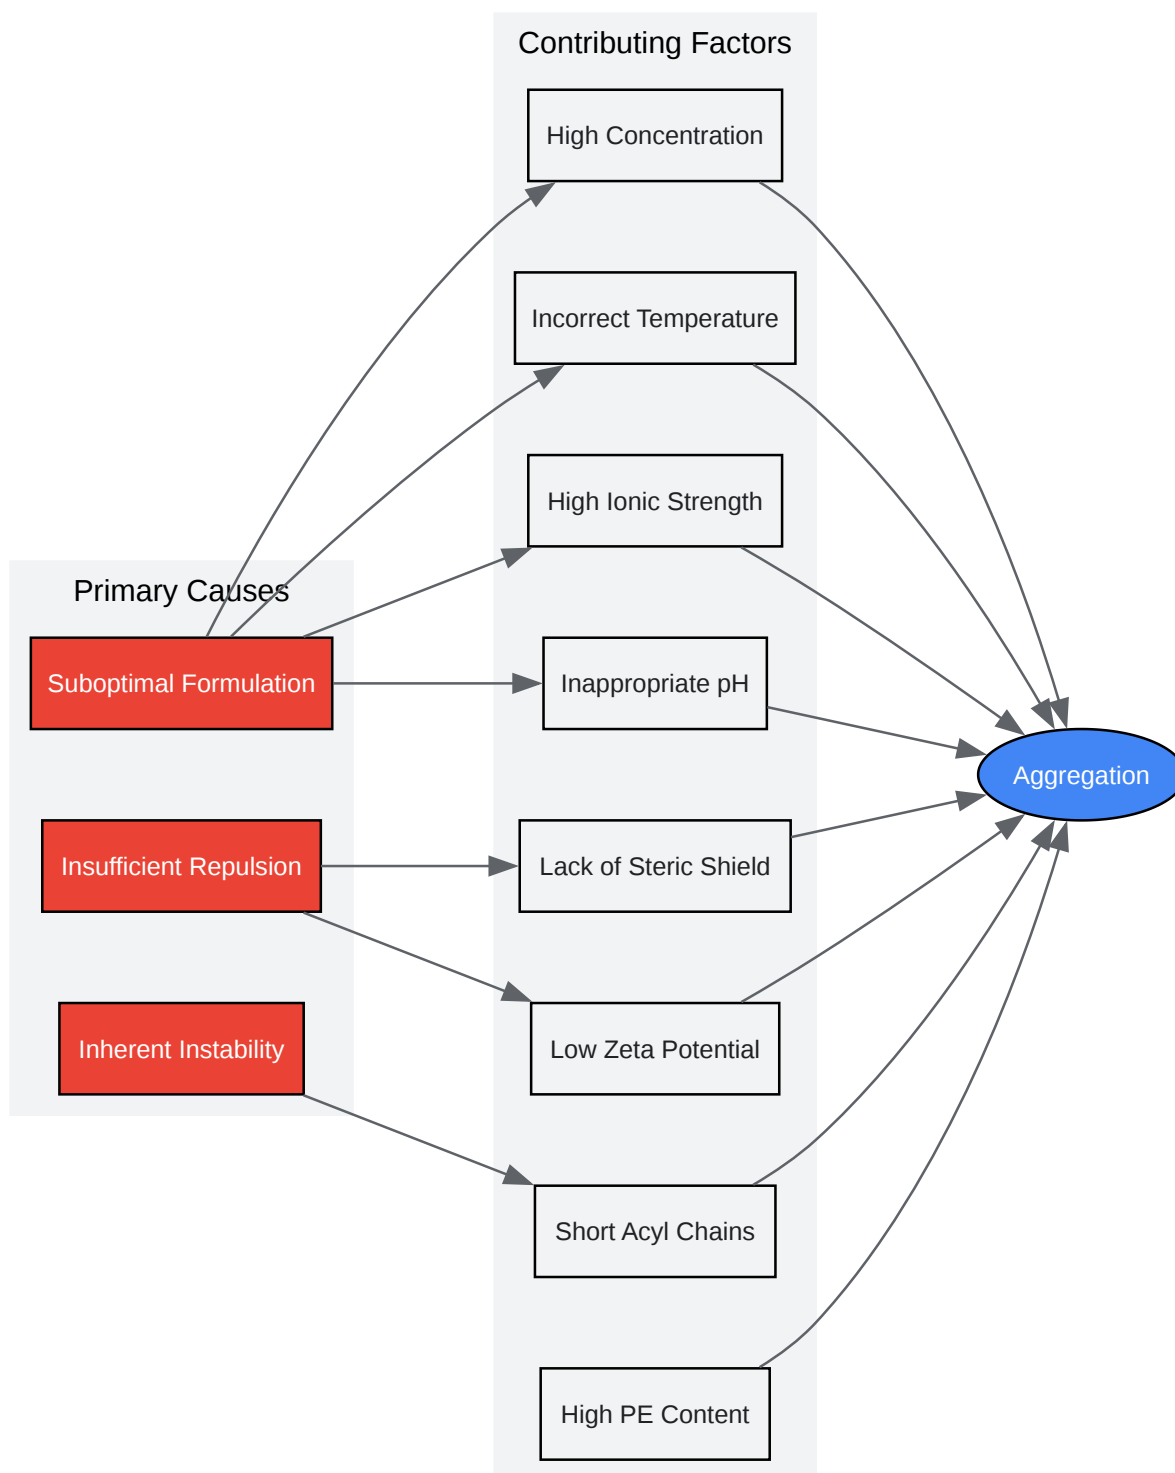 Contributing Factors
High Concentration
Incorrect Temperature
High Ionic Strength
Primary Causes
Suboptimal Formulation
Inappropriate pH
Aggregation
Insufficient Repulsion
Lack of Steric Shield
Inherent Instability
Low Zeta Potential
Short Acyl Chains
High PE Content